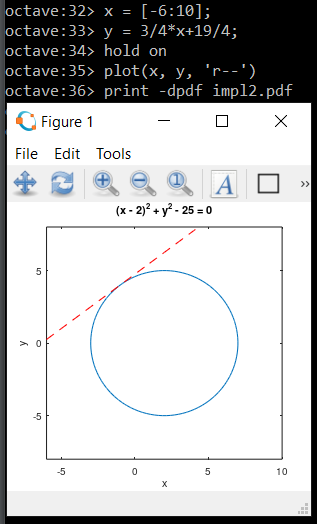 octave:32> x = [-6:10];
octave:33> y = 3/4*x+19/4;
octave:34> hold on
octave:35> plot(x, y, 'r--')
octave:36> print -dpdf impl2.pdf
Figure 1
File Edit Tools
A »
(x - 2)² + y² - 25 = 0
5
y 0
-5
-5 0 5 10
x